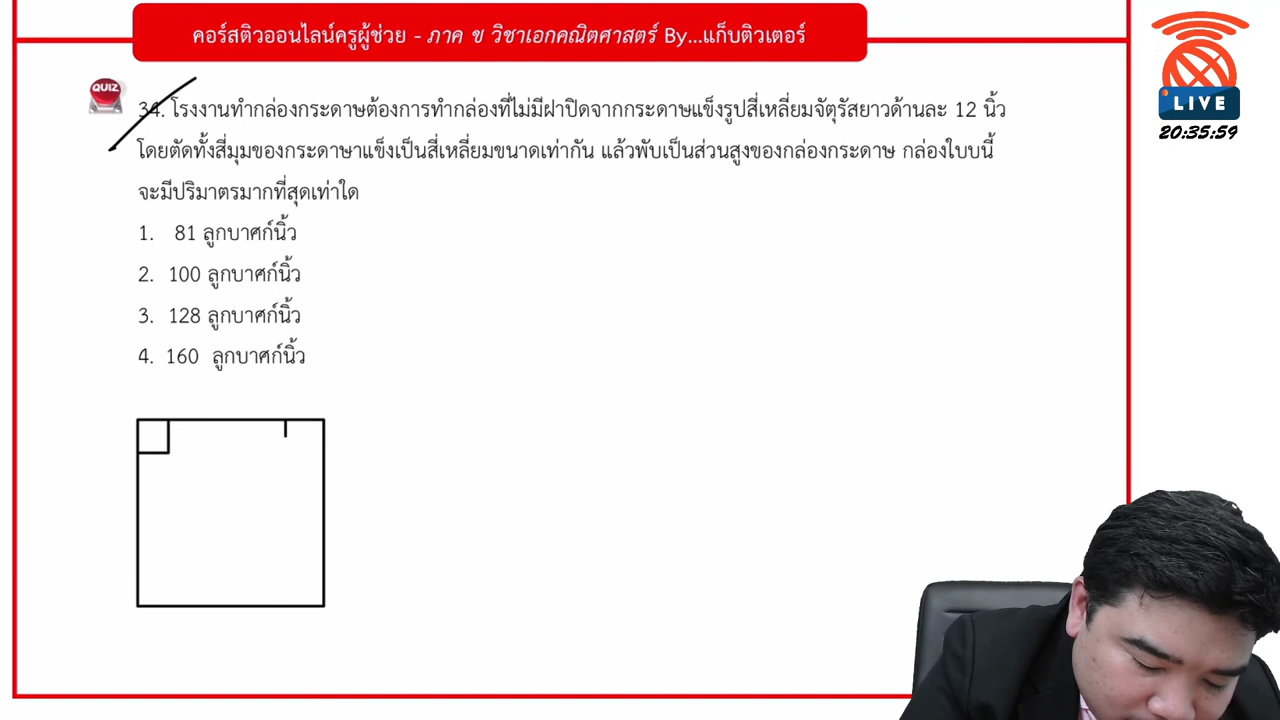 คอร์สติวออนไลน์ครูผู้ช่วย - ภาค ข วิชาเอกคณิตศาสตร์ By...แก็บติวเตอร์
LIVE
20:35:59
QUIZ
34. โรงงานทำกล่องกระดาษต้องการทำกล่องที่ไม่มีฝาปิดจากกระดาษแข็งรูปสี่เหลี่ยมจัตุรัสยาวด้านละ 12 นิ้ว
โดยตัดทั้งสี่มุมของกระดาษาแข็งเป็นสี่เหลี่ยมขนาดเท่ากัน แล้วพับเป็นส่วนสูงของกล่องกระดาษ กล่องใบบนี้
จะมีปริมาตรมากที่สุดเท่าใด
1. 81 ลูกบาศก์นิ้ว
2. 100 ลูกบาศก์นิ้ว
3. 128 ลูกบาศก์นิ้ว
4. 160 ลูกบาศก์นิ้ว